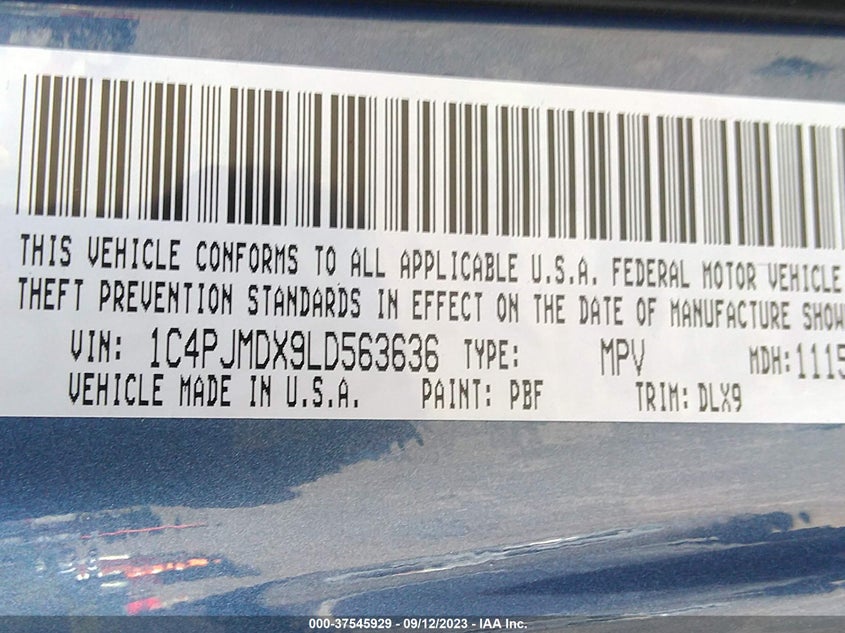 THIS VEHICLE CONFORMS TO ALL APPLICABLE U.S.A. FEDERAL MOTOR VEHICLE
THEFT PREVENTION STANDARDS IN EFFECT ON THE DATE OF MANUFACTURE SHOW
VIN: 1C4PJMDX9LD563636 TYPE: MPV MDH: 1115
VEHICLE MADE IN U.S.A. PAINT: PBF TRIM: DLX9
000-37545929 - 09/12/2023 - IAA Inc.